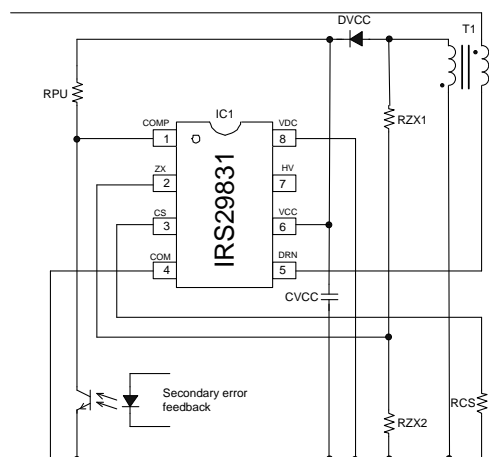 DVCC
T1
RPU
IC1
RZX1
COMP
VDC
1
8
ZX
HV
2
7
CS
VCC
3
6
COM
DRN
4
5
IRS29831
CVCC
Secondary error
feedback
RCS
RZX2